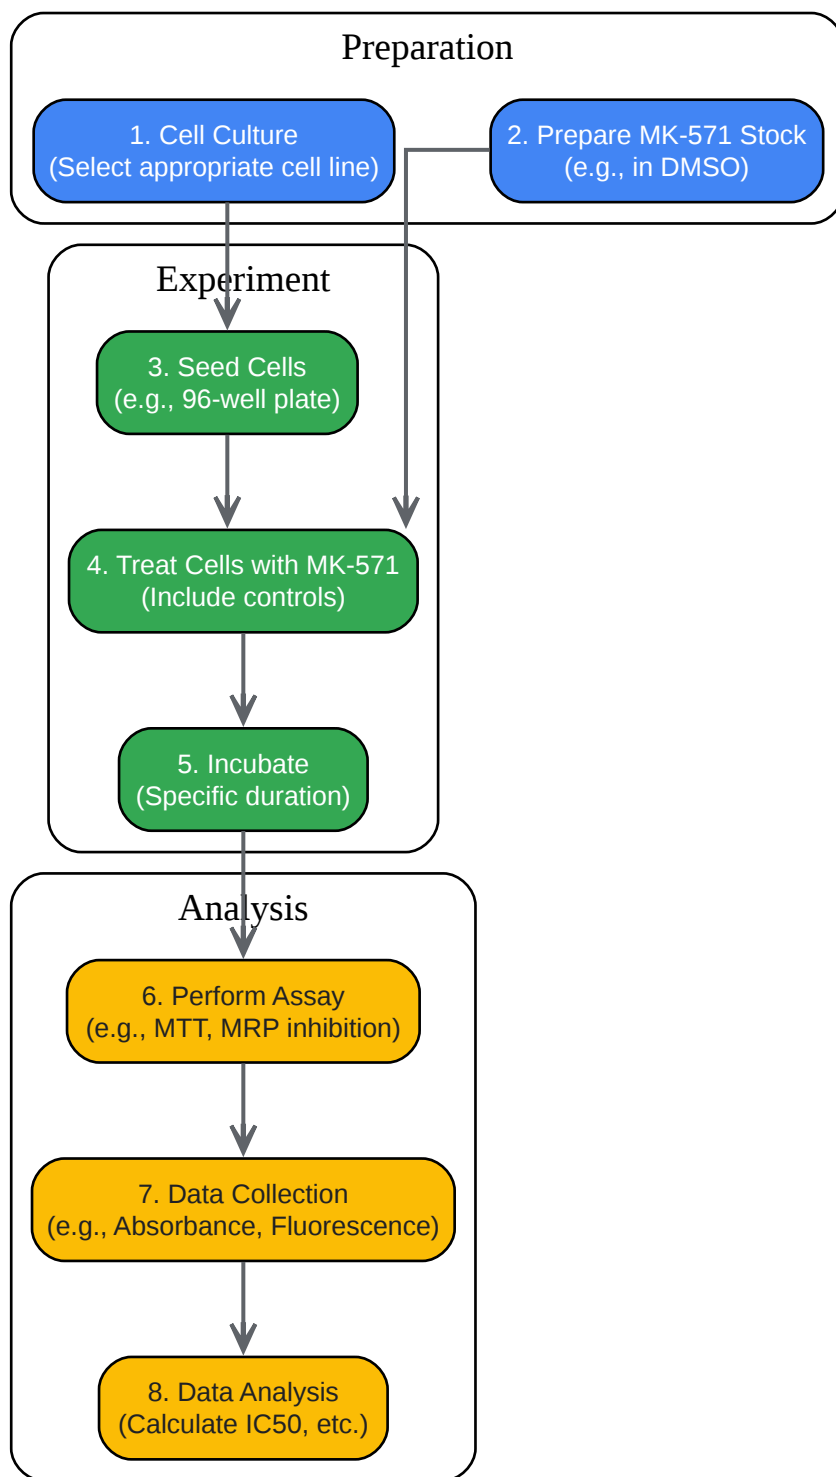 Preparation
1. Cell Culture
(Select appropriate cell line)
2. Prepare MK-571 Stock
(e.g., in DMSO)
Experiment
3. Seed Cells
(e.g., 96-well plate)
4. Treat Cells with MK-571
(Include controls)
5. Incubate
(Specific duration)
Analysis
6. Perform Assay
(e.g., MTT, MRP inhibition)
7. Data Collection
(e.g., Absorbance, Fluorescence)
8. Data Analysis
(Calculate IC50, etc.)